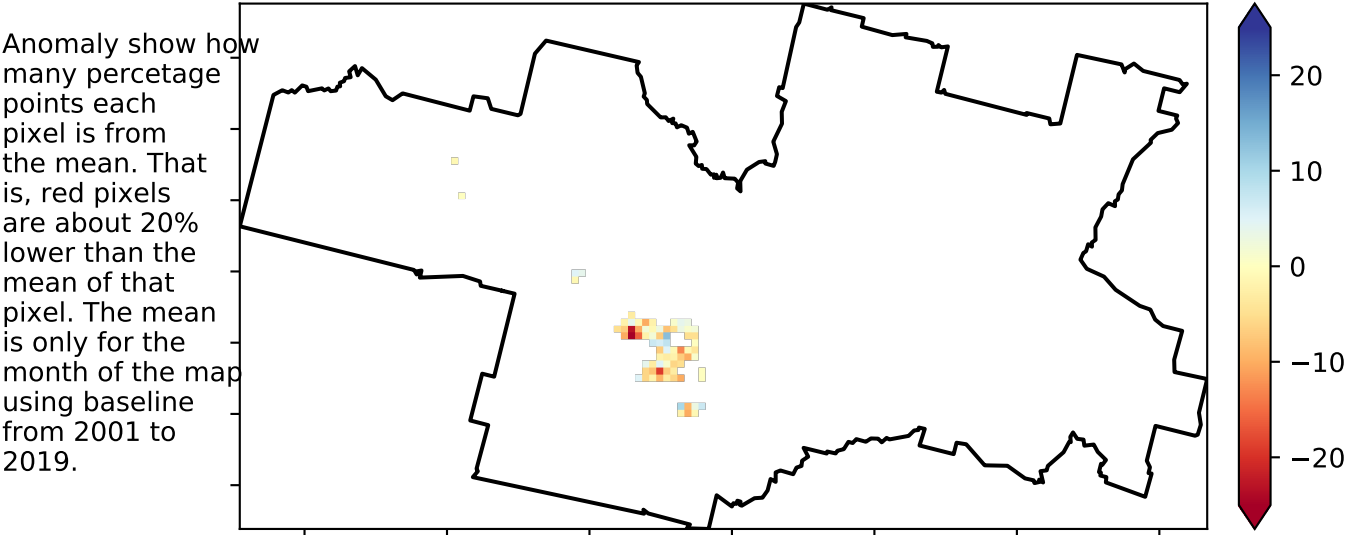 Anomaly show how
many percetage
points each
pixel is from
the mean. That
is, red pixels
are about 20%
lower than the
mean of that
pixel. The mean
is only for the
month of the map
using baseline
from 2001 to
2019.
20
10
0
−10
−20